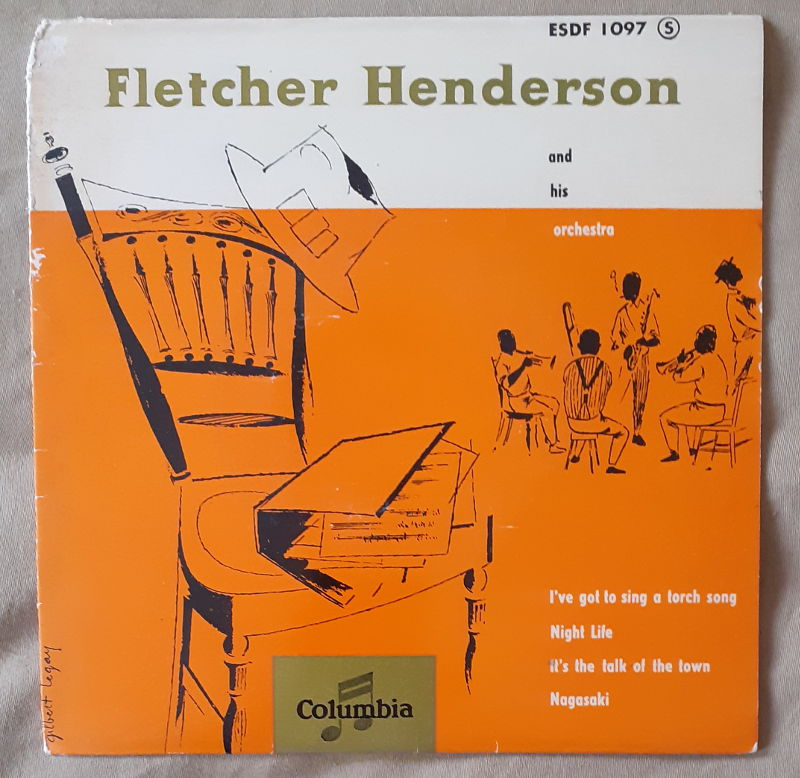 ESDF 1097 Ⓢ
Fletcher Henderson
and
his
orchestra
I've got to sing a torch song
Night Life
it's the talk of the town
Nagasaki
Columbia
gilbert legay